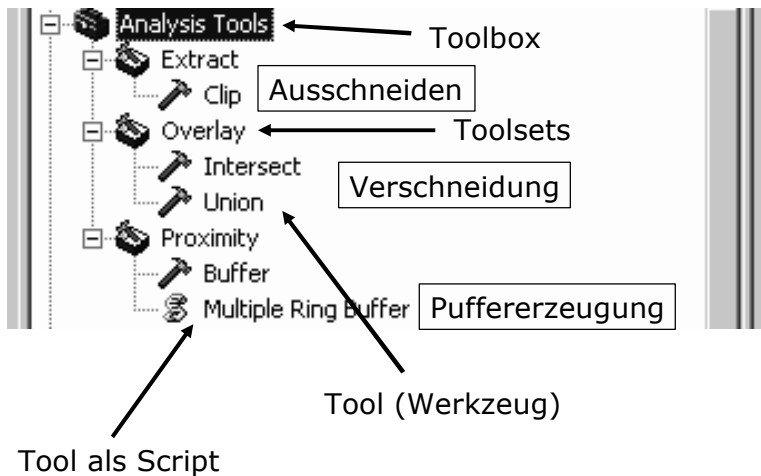 Analysis Tools
Toolbox
Extract
Clip
Ausschneiden
Overlay
Toolsets
Intersect
Verschneidung
Union
Proximity
Buffer
Multiple Ring Buffer
Puffererzeugung
Tool (Werkzeug)
Tool als Script